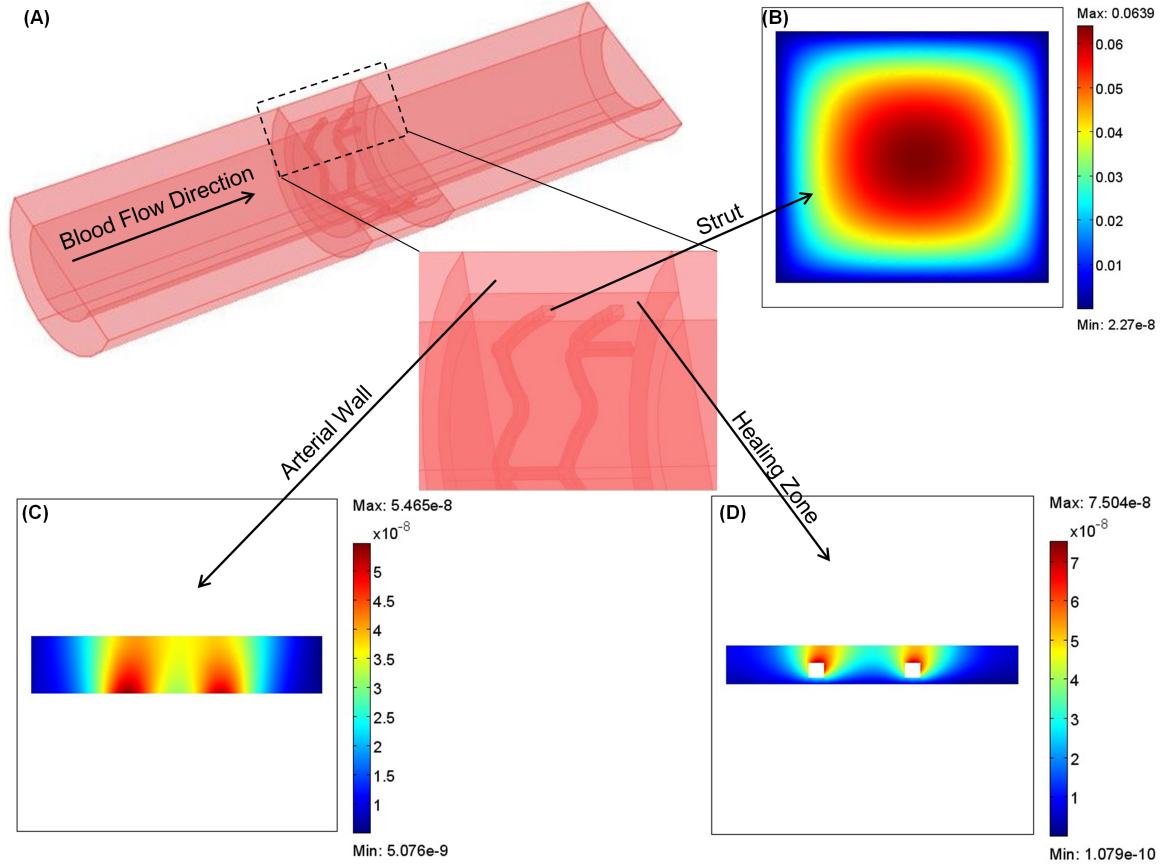 (A)
Blood Flow Direction
(B)
Max: 0.0639
0.06
0.05
0.04
0.03
0.02
0.01
Min: 2.27e-8
Strut
Arterial Wall
Healing Zone
(C)
Max: 5.465e-8
x10-8
5
4.5
4
3.5
3
2.5
2
1.5
1
Min: 5.076e-9
(D)
Max: 7.504e-8
x10-8
7
6
5
4
3
2
1
Min: 1.079e-10